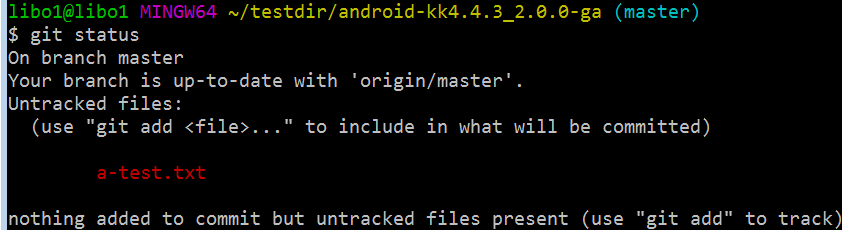 libo1@libo1 MINGW64 ~/testdir/android-kk4.4.3_2.0.0-ga (master)
$ git status
On branch master
Your branch is up-to-date with 'origin/master'.
Untracked files:
  (use "git add <file>..." to include in what will be committed)
        a-test.txt
nothing added to commit but untracked files present (use "git add" to track)